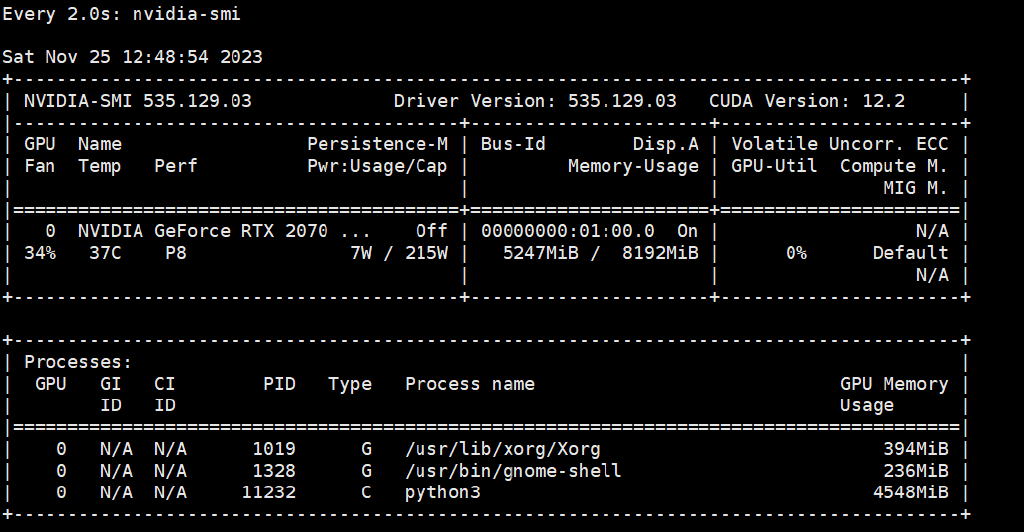 Every 2.0s: nvidia-smi
Sat Nov 25 12:48:54 2023
+---------------------------------------------------------------------------------------+
| NVIDIA-SMI 535.129.03             Driver Version: 535.129.03   CUDA Version: 12.2     |
|-----------------------------------------+----------------------+----------------------+
| GPU  Name                 Persistence-M | Bus-Id        Disp.A | Volatile Uncorr. ECC |
| Fan  Temp   Perf          Pwr:Usage/Cap |         Memory-Usage | GPU-Util  Compute M. |
|                                         |                      |               MIG M. |
|=========================================+======================+======================|
|   0  NVIDIA GeForce RTX 2070 ...    Off | 00000000:01:00.0  On |                  N/A |
| 34%   37C    P8               7W / 215W |   5247MiB /  8192MiB |      0%      Default |
|                                         |                      |                  N/A |
+-----------------------------------------+----------------------+----------------------+
+---------------------------------------------------------------------------------------+
| Processes:                                                                            |
|  GPU   GI   CI        PID   Type   Process name                            GPU Memory |
|        ID   ID                                                             Usage      |
|=======================================================================================|
|    0   N/A  N/A      1019      G   /usr/lib/xorg/Xorg                          394MiB |
|    0   N/A  N/A      1328      G   /usr/bin/gnome-shell                        236MiB |
|    0   N/A  N/A     11232      C   python3                                    4548MiB |
+---------------------------------------------------------------------------------------+